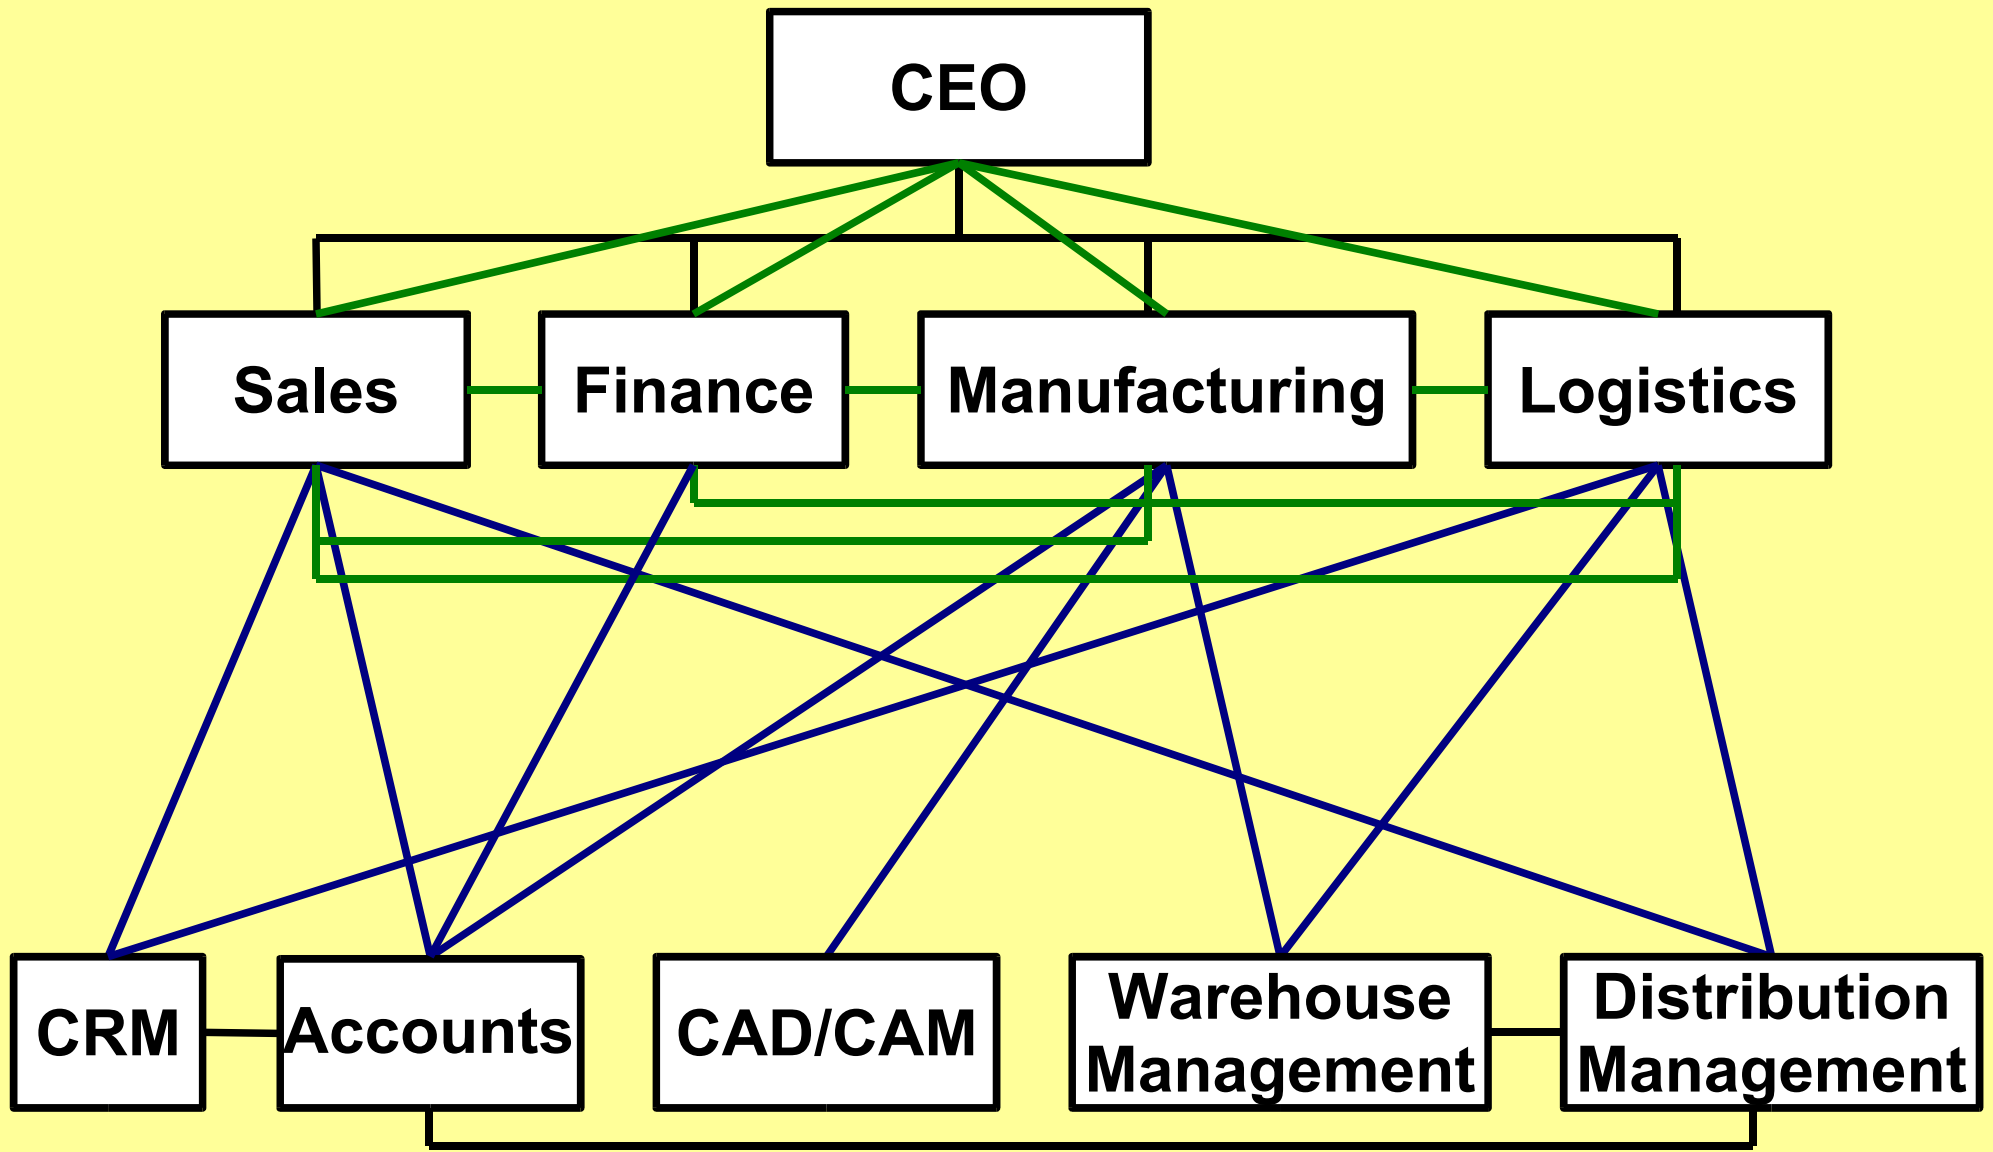 CEO
Sales
Finance
Manufacturing
Logistics
CRM
Accounts
CAD/CAM
Warehouse
Management
Distribution
Management